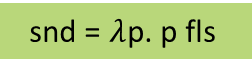 snd = λp. p fls